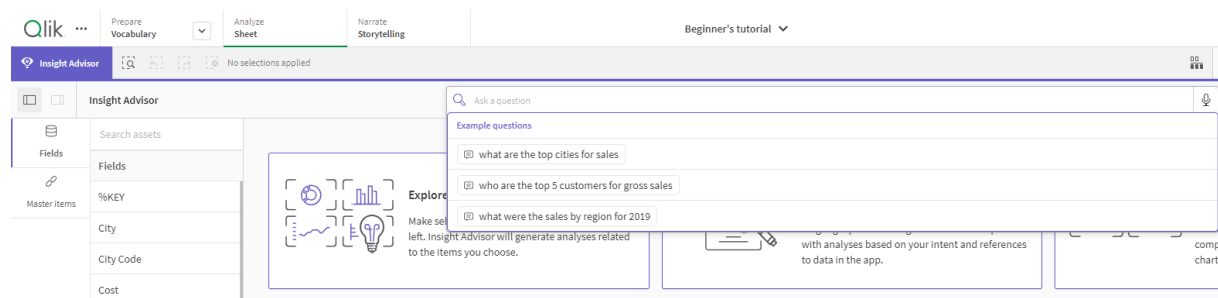 Qlik
Prepare
Vocabulary
Analyze
Sheet
Narrate
Storytelling
Beginner's tutorial
Insight Advisor
No selections applied
Insight Advisor
Ask a question
Fields
Master items
Search assets
Fields
%KEY
City
City Code
Cost
Example questions
what are the top cities for sales
who are the top 5 customers for gross sales
what were the sales by region for 2019
Explore
Make sel
left. Insight Advisor will generate analyses related
to the items you choose.
with analyses based on your intent and references
to data in the app.
comp
chart